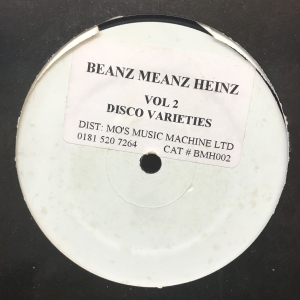 BEANZ MEANZ HEINZ
VOL 2
DISCO VARIETIES
DIST: MO'S MUSIC MACHINE LTD
0181 520 7264 CAT # BMH002